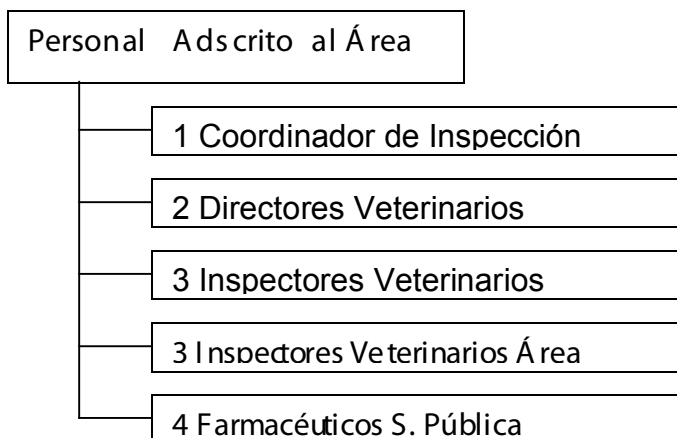 Personal Adscrito al Área
1 Coordinador de Inspección
2 Directores Veterinarios
3 Inspectores Veterinarios
3 Inspectores Veterinarios Área
4 Farmacéuticos S. Pública